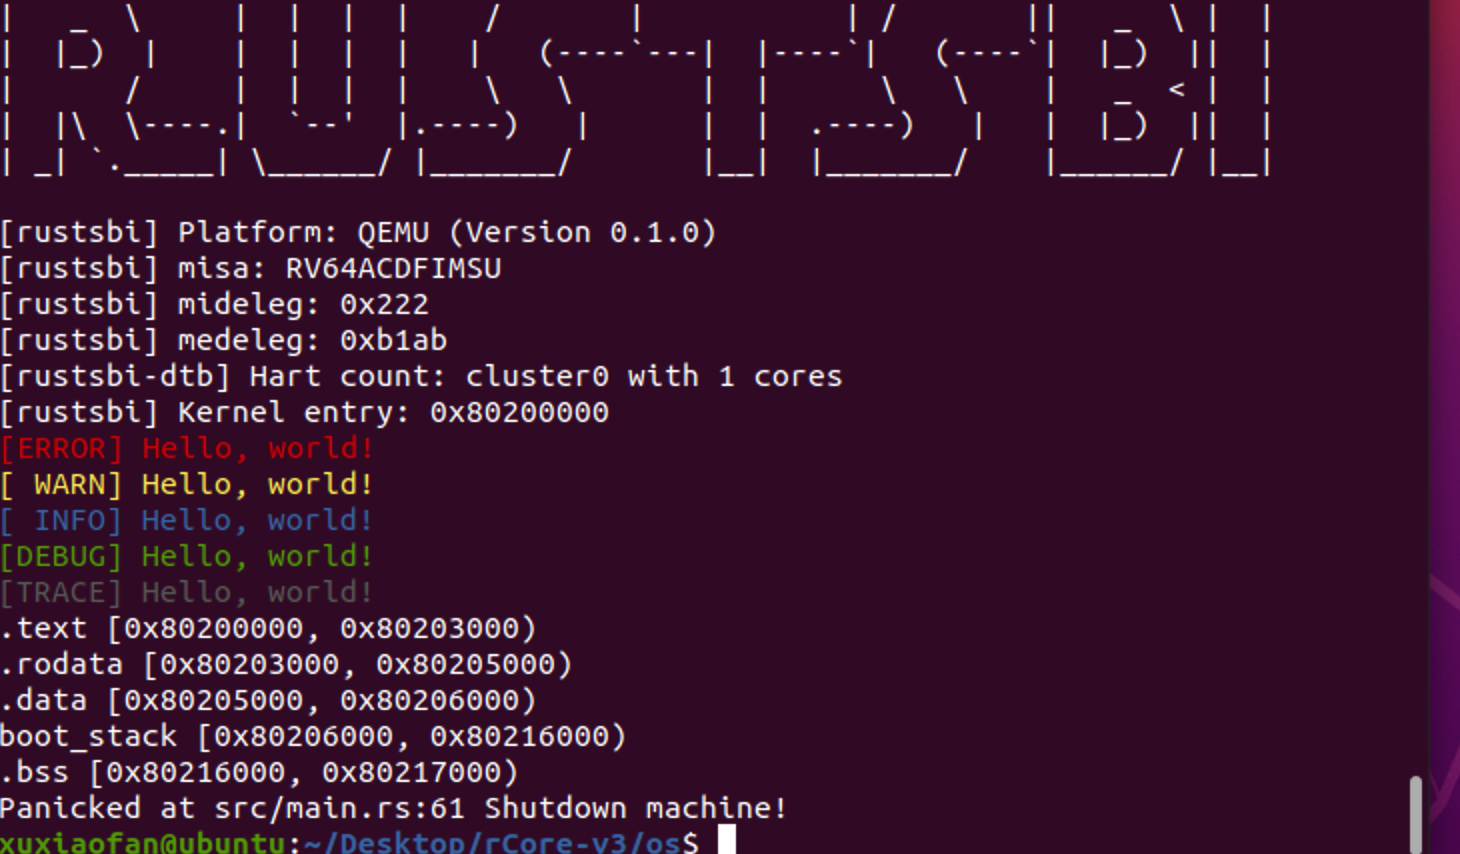 RUSTSBI
[rustsbi] Platform: QEMU (Version 0.1.0)
[rustsbi] misa: RV64ACDFIMSU
[rustsbi] mideleg: 0x222
[rustsbi] medeleg: 0xb1ab
[rustsbi-dtb] Hart count: cluster0 with 1 cores
[rustsbi] Kernel entry: 0x80200000
[ERROR] Hello, world!
[ WARN] Hello, world!
[ INFO] Hello, world!
[DEBUG] Hello, world!
[TRACE] Hello, world!
.text [0x80200000, 0x80203000)
.rodata [0x80203000, 0x80205000)
.data [0x80205000, 0x80206000)
boot_stack [0x80206000, 0x80216000)
.bss [0x80216000, 0x80217000)
Panicked at src/main.rs:61 Shutdown machine!
xuxiaofan@ubuntu:~/Desktop/rCore-v3/os$